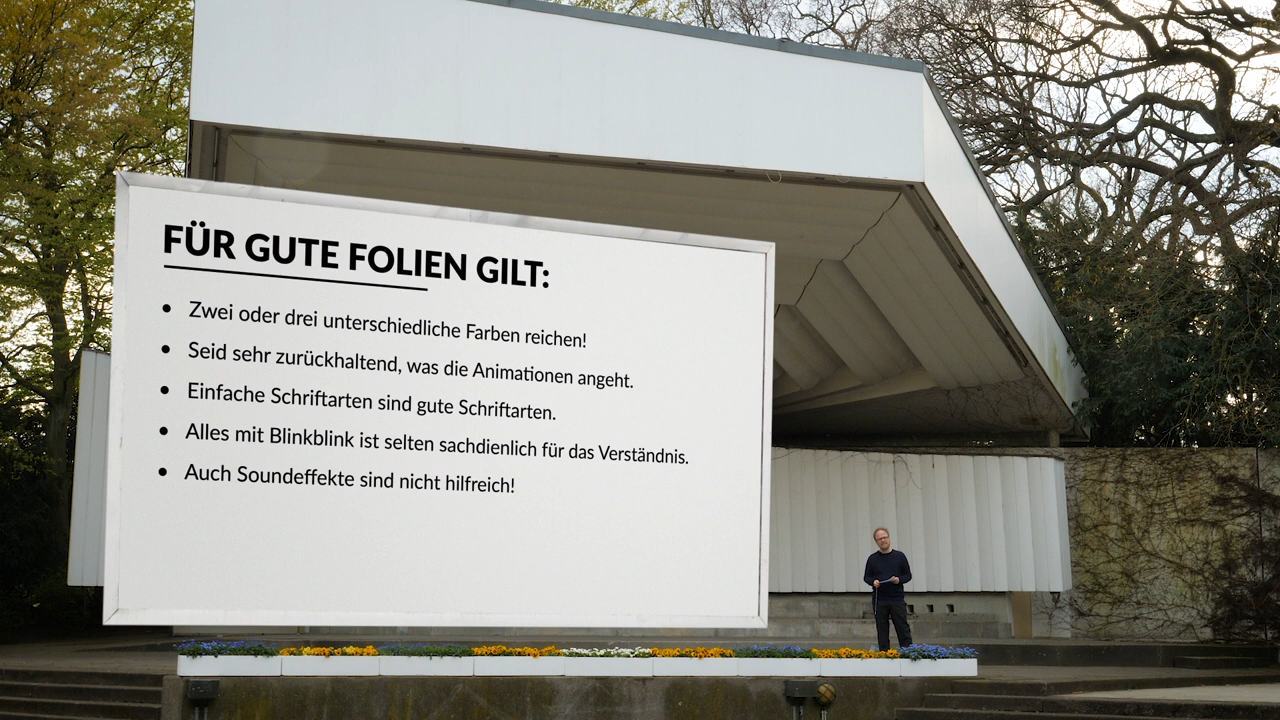 FÜR GUTE FOLIEN GILT:
• Zwei oder drei unterschiedliche Farben reichen!
• Seid sehr zurückhaltend, was die Animationen angeht.
• Einfache Schriftarten sind gute Schriftarten.
• Alles mit Blinkblink ist selten sachdienlich für das Verständnis.
• Auch Soundeffekte sind nicht hilfreich!